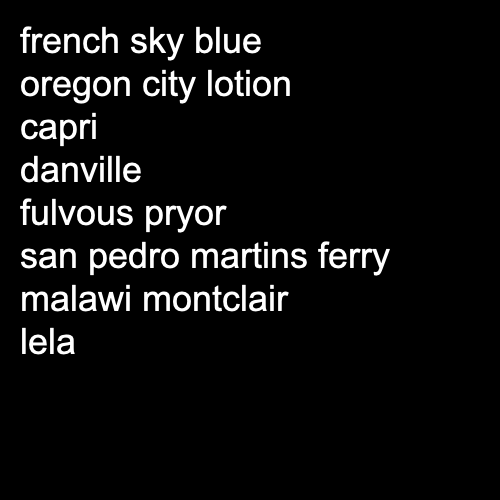 french sky blue
oregon city lotion
capri
danville
fulvous pryor
san pedro martins ferry
malawi montclair
lela